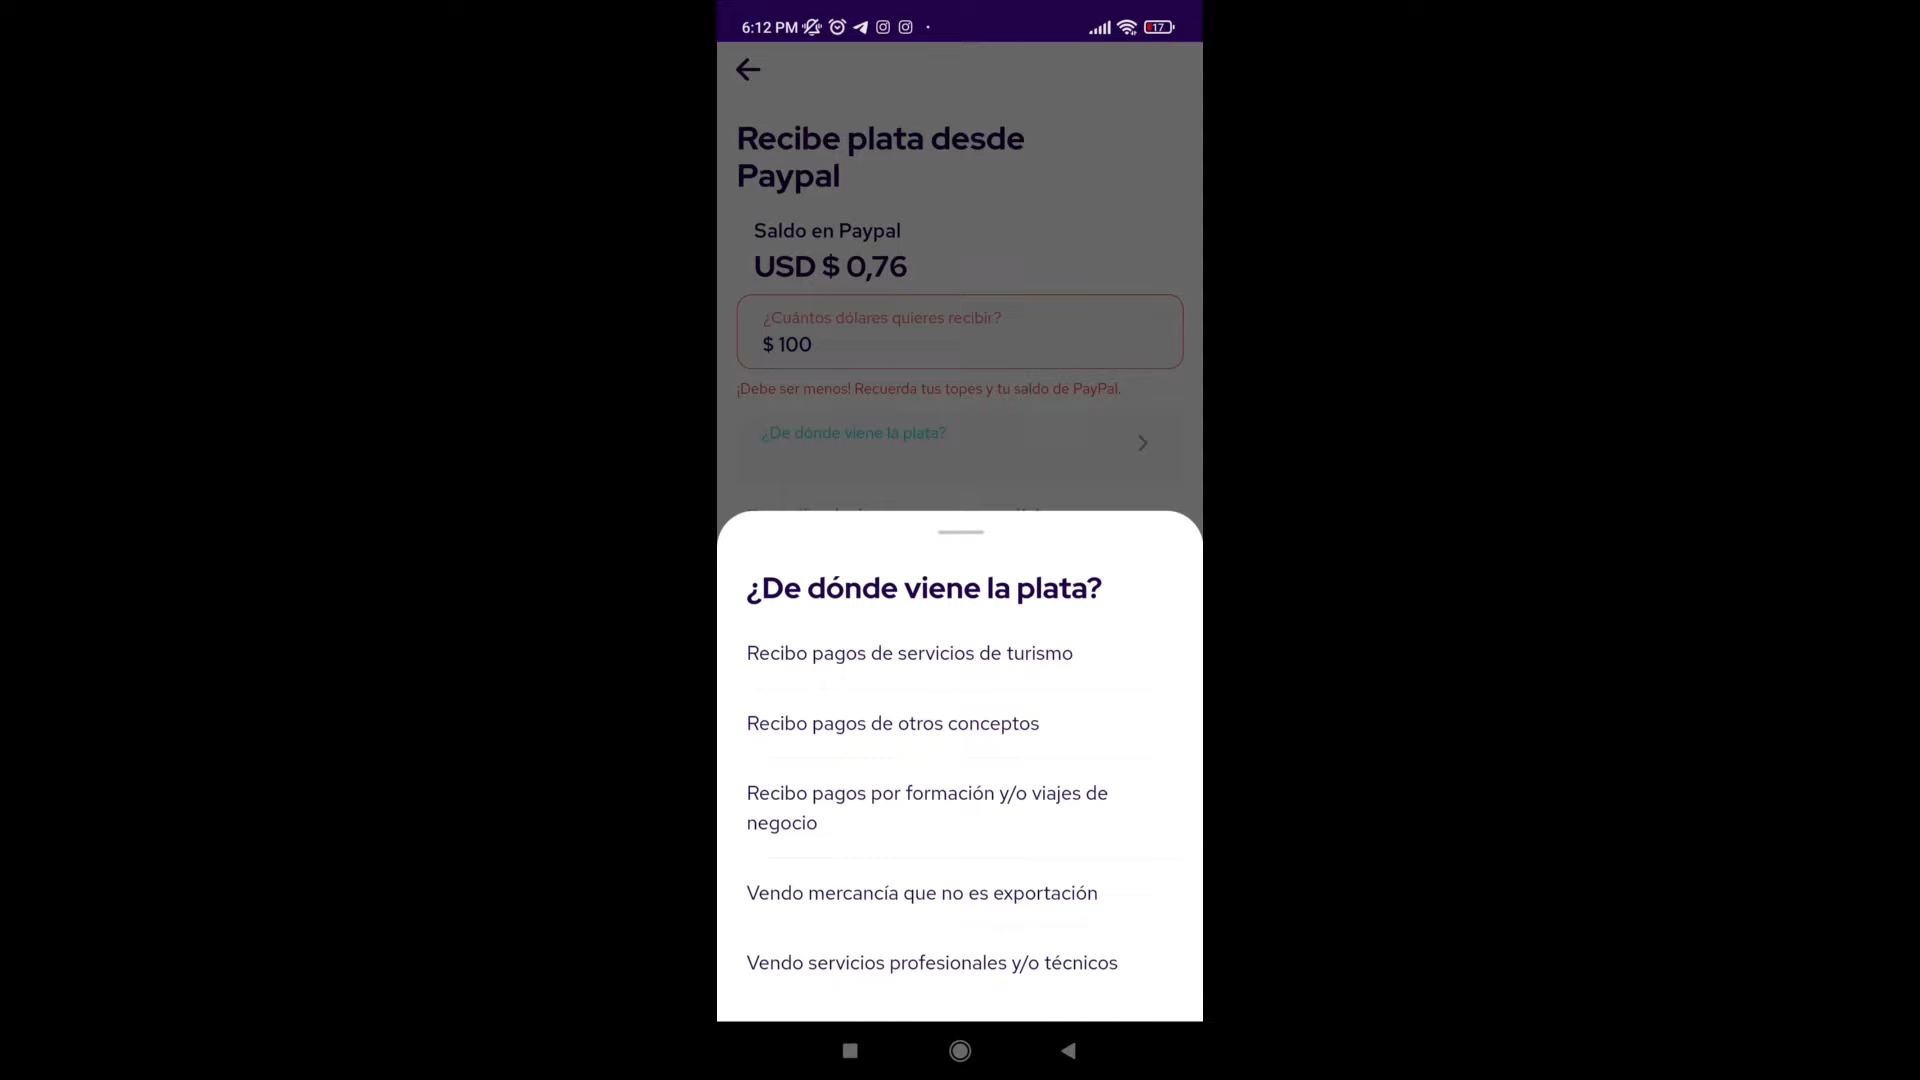 6:12 PM
17
Recibe plata desde
Paypal
Saldo en Paypal
USD $ 0,76
¿Cuántos dólares quieres recibir?
$ 100
¡Debe ser menos! Recuerda tus topes y tu saldo de PayPal.
¿De dónde viene la plata?
¿De dónde viene la plata?
Recibo pagos de servicios de turismo
Recibo pagos de otros conceptos
Recibo pagos por formación y/o viajes de
negocio
Vendo mercancía que no es exportación
Vendo servicios profesionales y/o técnicos